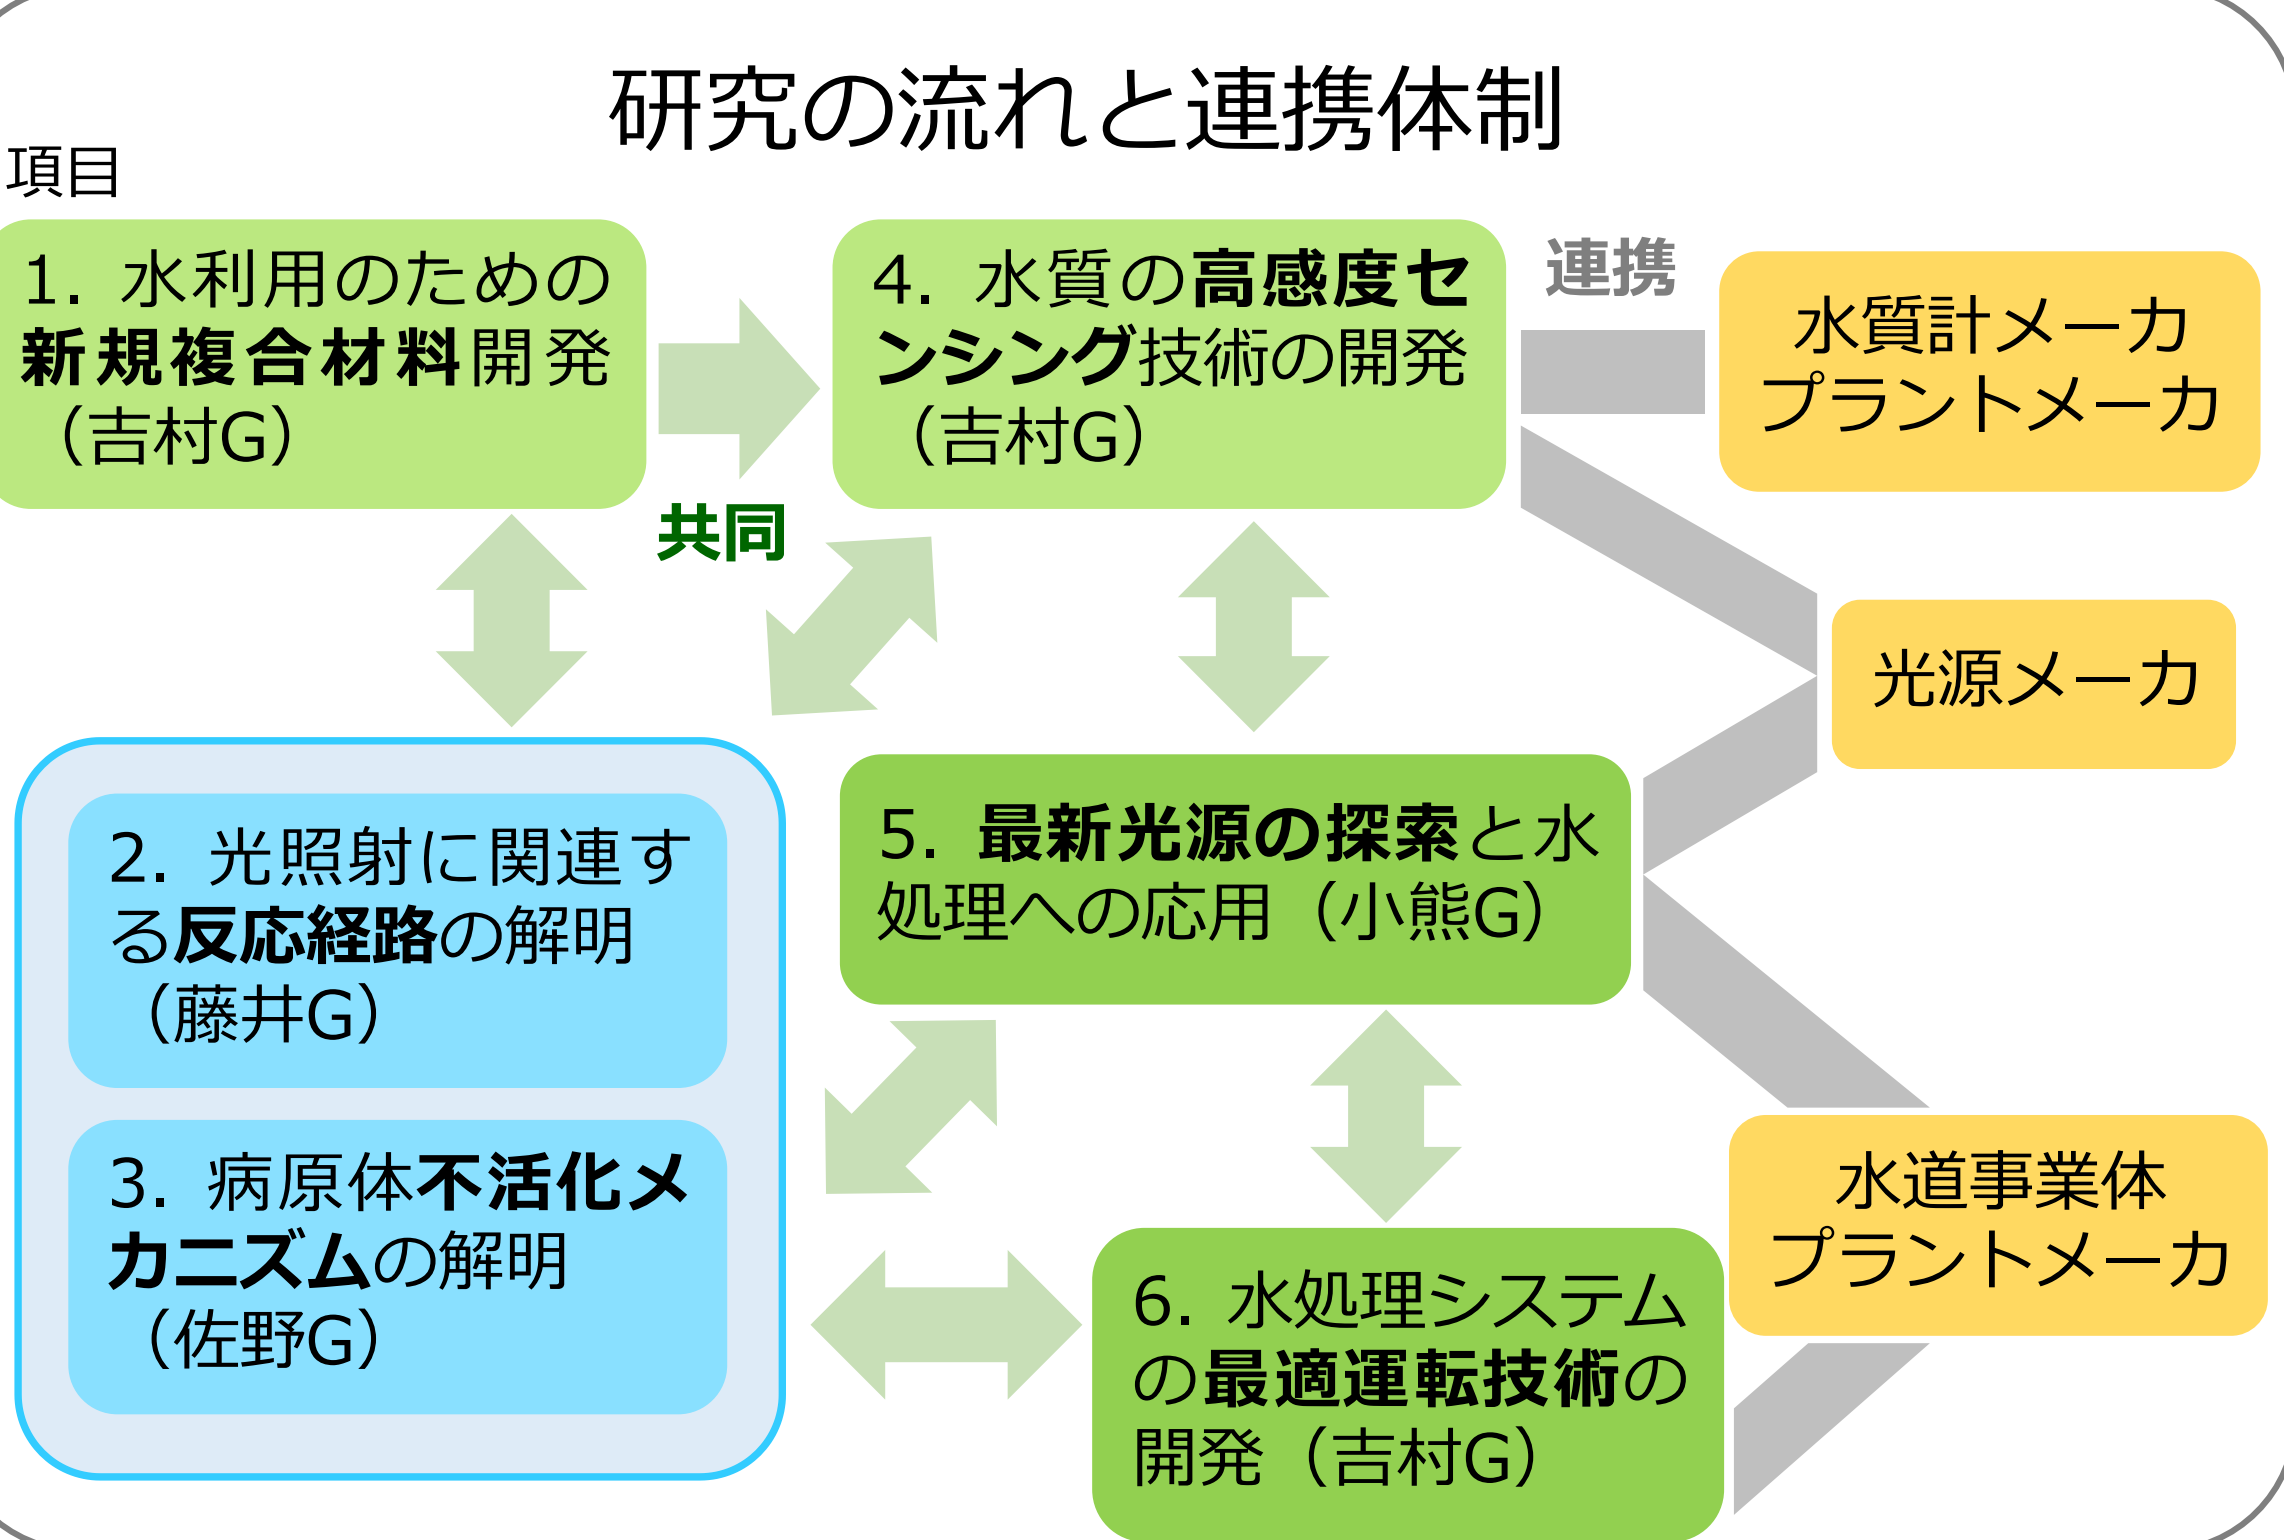 研究の流れと連携体制
項目
1. 水利用のための
新規複合材料開発
（吉村G）
共同
4. 水質の高感度セ
ンシング技術の開発
（吉村G）
連携
水質計メーカ
プラントメーカ
光源メーカ
2. 光照射に関連す
る反応経路の解明
（藤井G）
3. 病原体不活化メ
カニズムの解明
（佐野G）
5. 最新光源の探索と水
処理への応用（小熊G）
6. 水処理システム
の最適運転技術の
開発（吉村G）
水道事業体
プラントメーカ